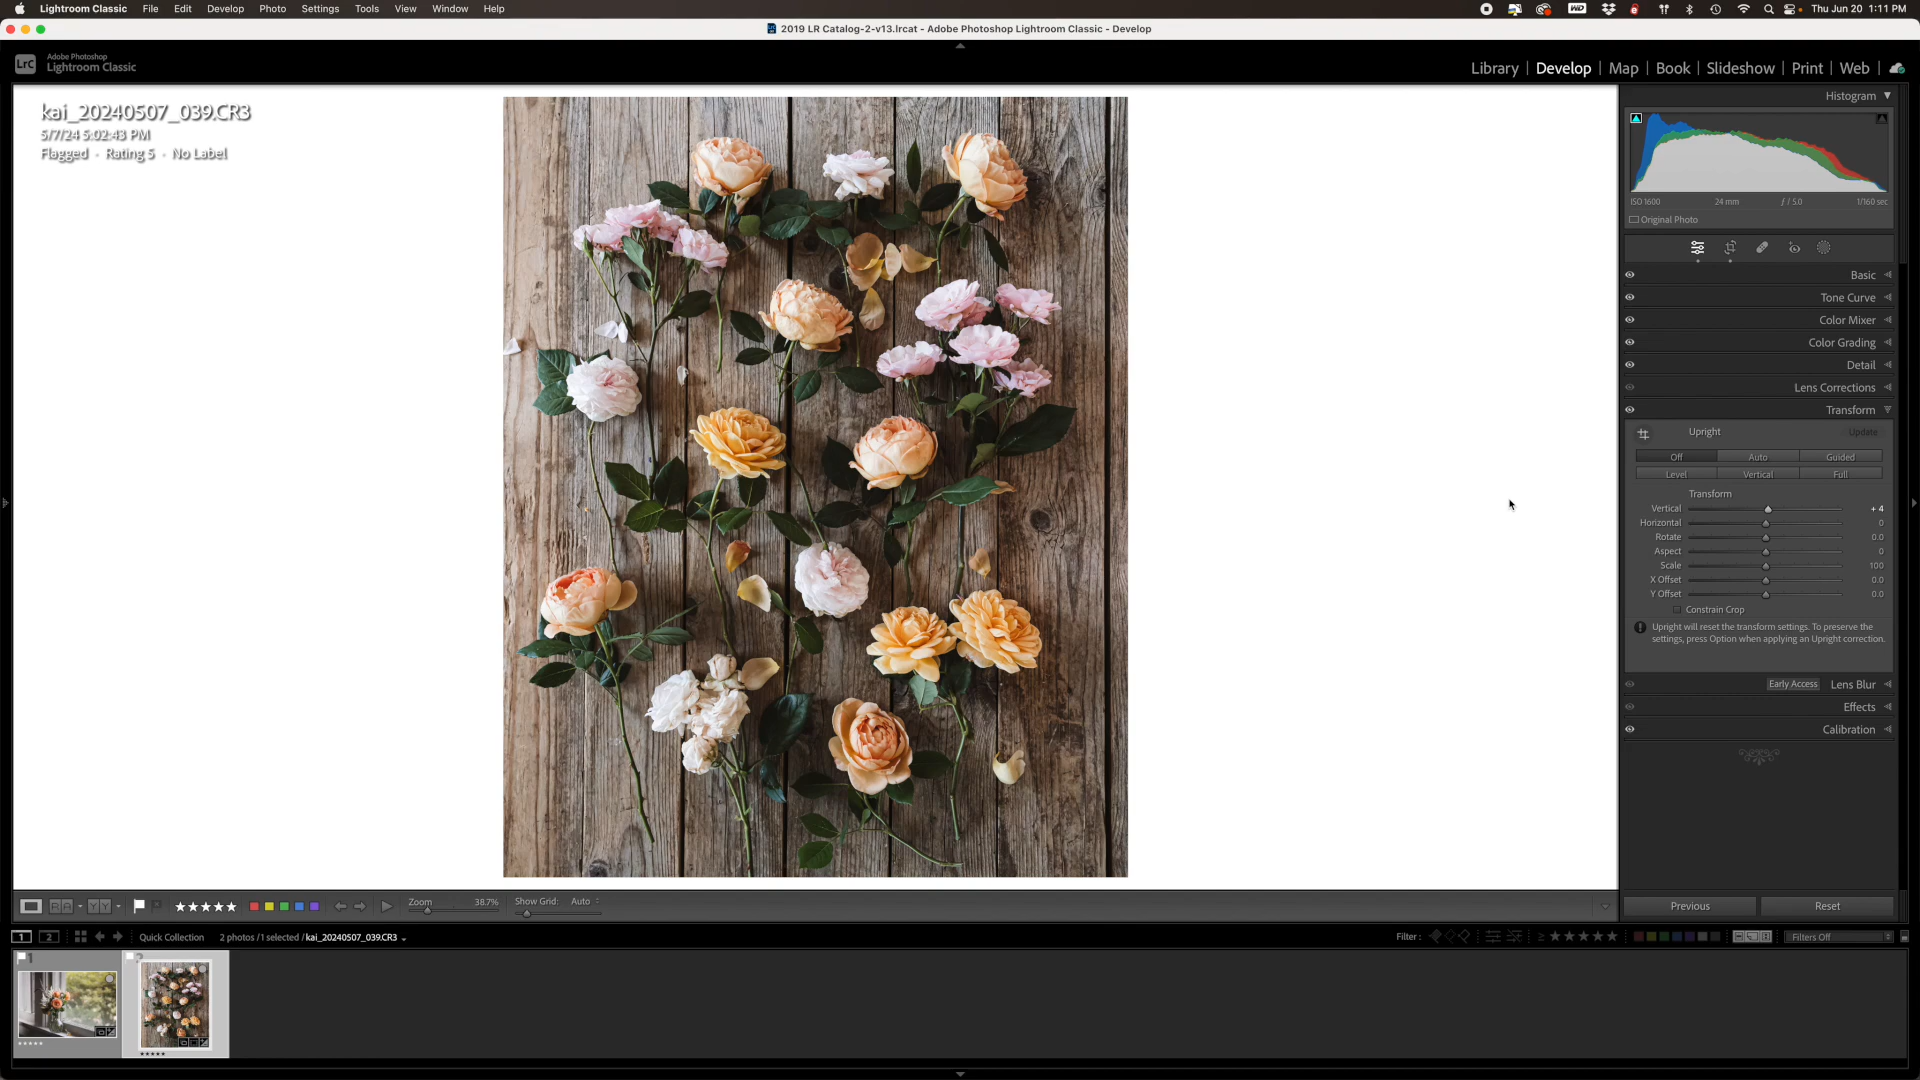 Lightroom Classic File Edit Develop Photo Settings Tools View Window Help
WD
Thu Jun 20 1:11 PM
2019 LR Catalog-2-v13.lrcat - Adobe Photoshop Lightroom Classic - Develop
LrC
Adobe Photoshop
Lightroom Classic
Library | Develop | Map | Book | Slideshow | Print | Web
kai_20240507_039.CR3
5/7/24 5:02:43 PM
Flagged · Rating 5 · No Label
Histogram
ISO 1600 24 mm ƒ / 5.0 1/160 sec
Original Photo
Basic
Tone Curve
Color Mixer
Color Grading
Detail
Lens Corrections
Transform
Upright Update
Off Auto Guided
Level Vertical Full
Transform
Vertical + 4
Horizontal 0
Rotate 0.0
Aspect 0
Scale 100
X Offset 0.0
Y Offset 0.0
Constrain Crop
Upright will reset the transform settings. To preserve the
settings, press Option when applying an Upright correction.
Early Access Lens Blur
Effects
Calibration
Previous Reset
R A Y Y
Zoom 38.7%
Show Grid: Auto
1 2 Quick Collection 2 photos / 1 selected / kai_20240507_039.CR3
Filter : Filters Off
1
2